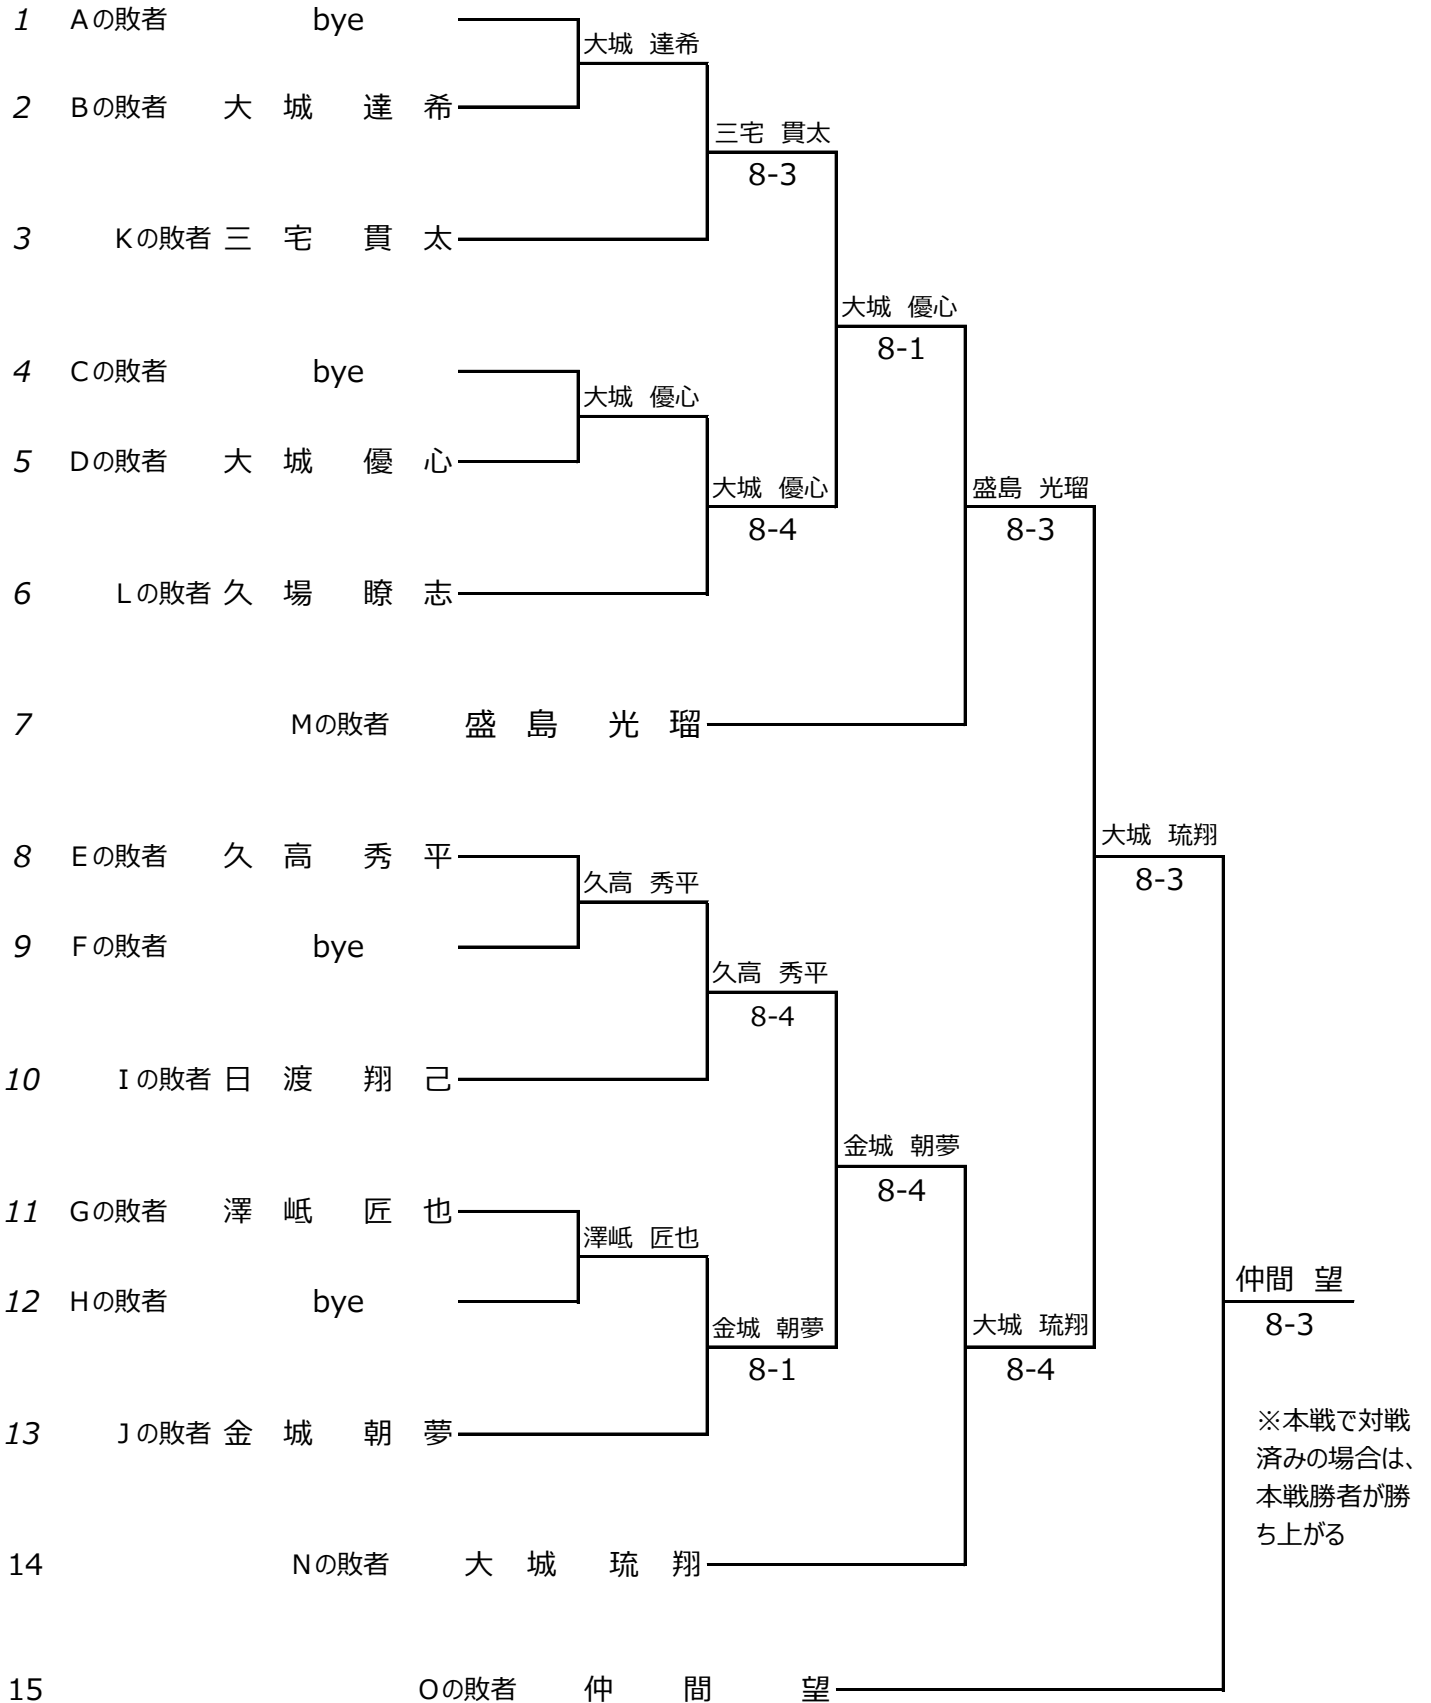 1 Aの敗者 bye
大城 達希
2 Bの敗者 大 城 達 希
三宅 貫太
8-3
3 Kの敗者 三 宅 貫 太
大城 優心
8-1
4 Cの敗者 bye
大城 優心
5 Dの敗者 大 城 優 心
大城 優心
8-4
盛島 光瑠
8-3
6 Lの敗者 久 場 瞭 志
7 Mの敗者 盛 島 光 瑠
大城 琉翔
8-3
8 Eの敗者 久 高 秀 平
久高 秀平
9 Fの敗者 bye
久高 秀平
8-4
10 Iの敗者 日 渡 翔 己
金城 朝夢
8-4
11 Gの敗者 澤 岻 匠 也
澤岻 匠也
12 Hの敗者 bye
仲間 望
8-3
金城 朝夢
8-1
大城 琉翔
8-4
13 Jの敗者 金 城 朝 夢
※本戦で対戦
済みの場合は、
本戦勝者が勝
ち上がる
14 Nの敗者 大 城 琉 翔
15 Oの敗者 仲 間 望